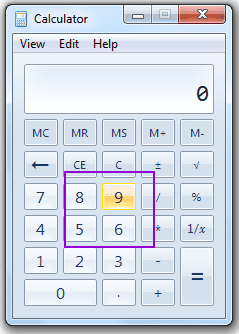 Calculator
View Edit Help
0
MC MR MS M+ M-
← CE C ± √
7 8 9 / %
4 5 6 * 1/x
1 2 3 - =
0 . +